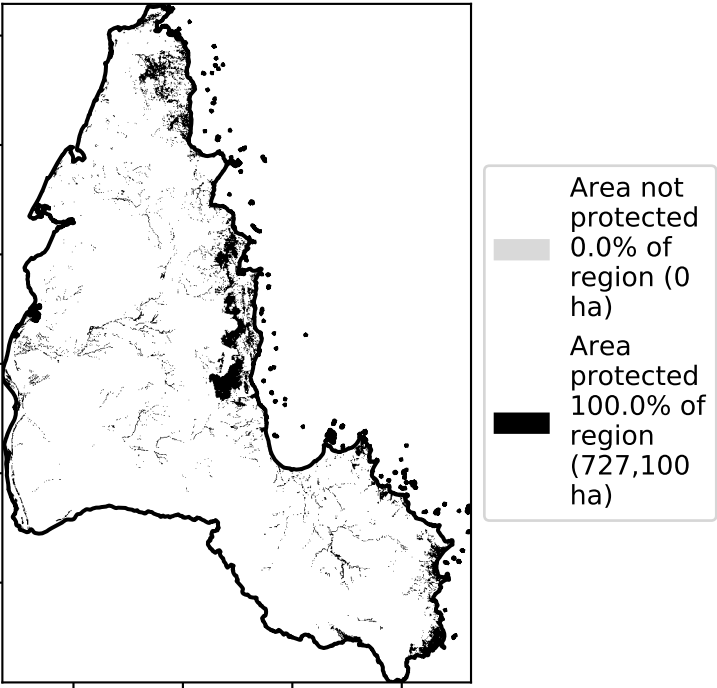 Area not
protected
0.0% of
region (0
ha)
Area
protected
100.0% of
region
(727,100
ha)